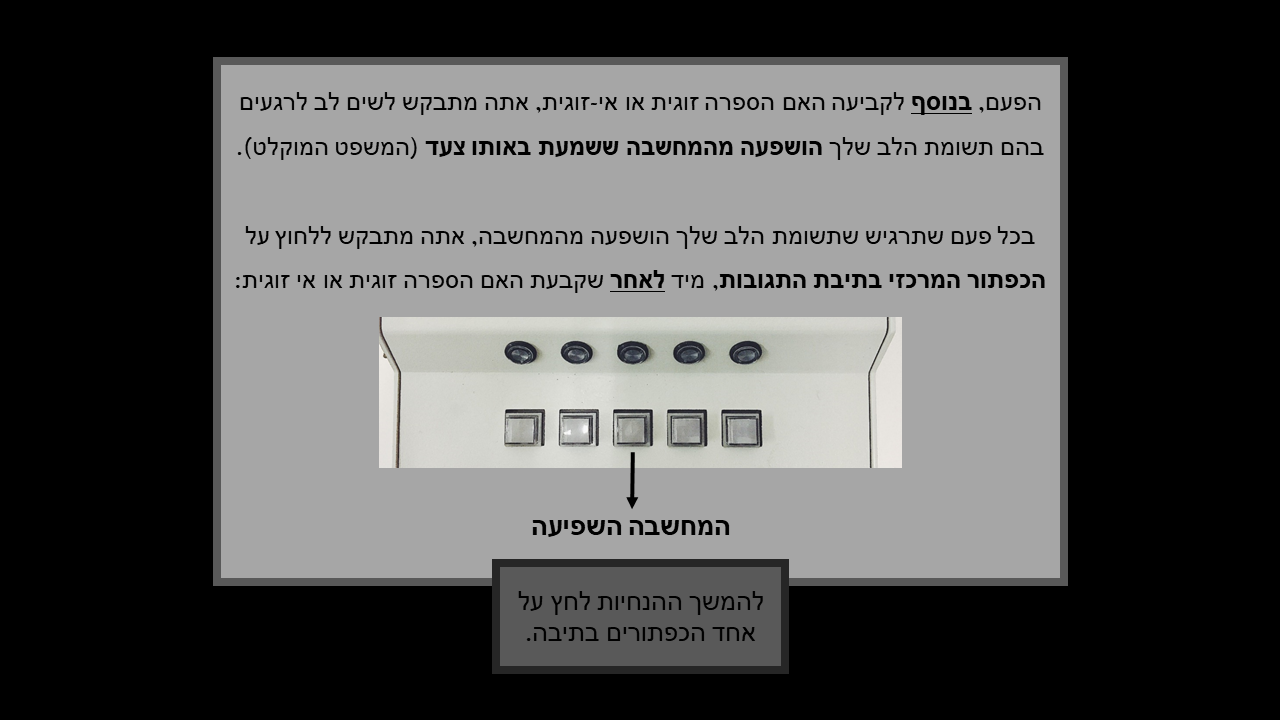 הפעם, בנוסף לקביעה האם הספרה זוגית או אי-זוגית, אתה מתבקש לשים לב לרגעים
בהם תשומת הלב שלך הושפעה מהמחשבה ששמעת באותו צעד (המשפט המוקלט).
בכל פעם שתרגיש שתשומת הלב שלך הושפעה מהמחשבה, אתה מתבקש ללחוץ על
הכפתור המרכזי בתיבת התגובות, מיד לאחר שקבעת האם הספרה זוגית או אי זוגית:
המחשבה השפיעה
להמשך ההנחיות לחץ על
אחד הכפתורים בתיבה.